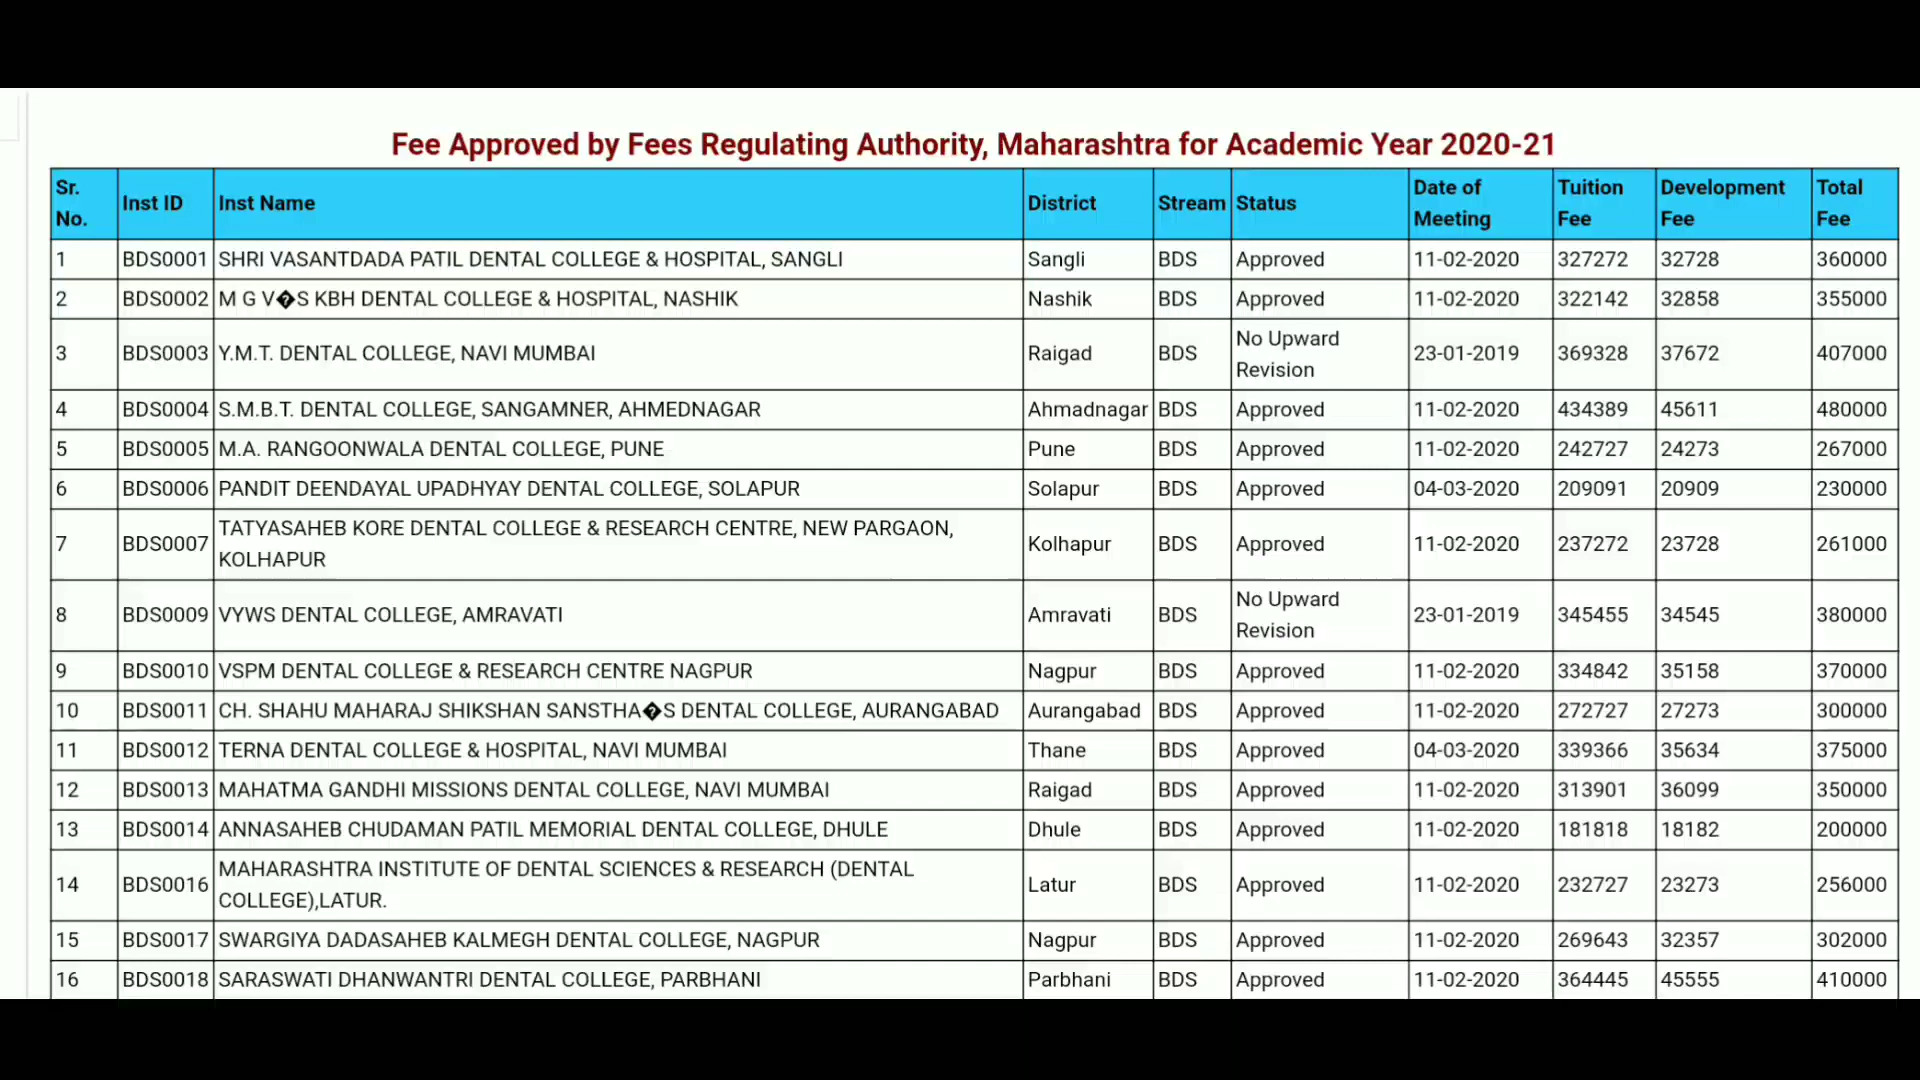 Fee Approved by Fees Regulating Authority, Maharashtra for Academic Year 2020-21
Sr. No. Inst ID Inst Name District Stream Status Date of Meeting Tuition Fee Development Fee Total Fee
1 BDS0001 SHRI VASANTDADA PATIL DENTAL COLLEGE & HOSPITAL, SANGLI Sangli BDS Approved 11-02-2020 327272 32728 360000
2 BDS0002 M G V�S KBH DENTAL COLLEGE & HOSPITAL, NASHIK Nashik BDS Approved 11-02-2020 322142 32858 355000
3 BDS0003 Y.M.T. DENTAL COLLEGE, NAVI MUMBAI Raigad BDS No Upward Revision 23-01-2019 369328 37672 407000
4 BDS0004 S.M.B.T. DENTAL COLLEGE, SANGAMNER, AHMEDNAGAR Ahmadnagar BDS Approved 11-02-2020 434389 45611 480000
5 BDS0005 M.A. RANGOONWALA DENTAL COLLEGE, PUNE Pune BDS Approved 11-02-2020 242727 24273 267000
6 BDS0006 PANDIT DEENDAYAL UPADHYAY DENTAL COLLEGE, SOLAPUR Solapur BDS Approved 04-03-2020 209091 20909 230000
7 BDS0007 TATYASAHEB KORE DENTAL COLLEGE & RESEARCH CENTRE, NEW PARGAON, KOLHAPUR Kolhapur BDS Approved 11-02-2020 237272 23728 261000
8 BDS0009 VYWS DENTAL COLLEGE, AMRAVATI Amravati BDS No Upward Revision 23-01-2019 345455 34545 380000
9 BDS0010 VSPM DENTAL COLLEGE & RESEARCH CENTRE NAGPUR Nagpur BDS Approved 11-02-2020 334842 35158 370000
10 BDS0011 CH. SHAHU MAHARAJ SHIKSHAN SANSTHA�S DENTAL COLLEGE, AURANGABAD Aurangabad BDS Approved 11-02-2020 272727 27273 300000
11 BDS0012 TERNA DENTAL COLLEGE & HOSPITAL, NAVI MUMBAI Thane BDS Approved 04-03-2020 339366 35634 375000
12 BDS0013 MAHATMA GANDHI MISSIONS DENTAL COLLEGE, NAVI MUMBAI Raigad BDS Approved 11-02-2020 313901 36099 350000
13 BDS0014 ANNASAHEB CHUDAMAN PATIL MEMORIAL DENTAL COLLEGE, DHULE Dhule BDS Approved 11-02-2020 181818 18182 200000
14 BDS0016 MAHARASHTRA INSTITUTE OF DENTAL SCIENCES & RESEARCH (DENTAL COLLEGE),LATUR. Latur BDS Approved 11-02-2020 232727 23273 256000
15 BDS0017 SWARGIYA DADASAHEB KALMEGH DENTAL COLLEGE, NAGPUR Nagpur BDS Approved 11-02-2020 269643 32357 302000
16 BDS0018 SARASWATI DHANWANTRI DENTAL COLLEGE, PARBHANI Parbhani BDS Approved 11-02-2020 364445 45555 410000